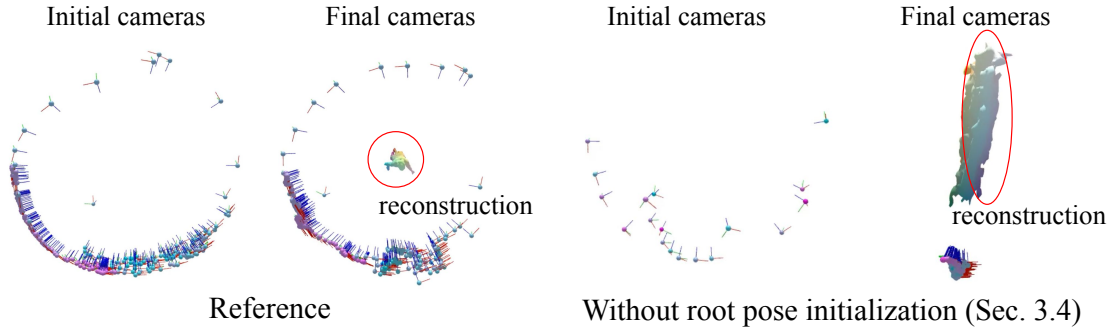 Initial cameras
Final cameras
Initial cameras
Final cameras
reconstruction
reconstruction
Reference
Without root pose initialization (Sec. 3.4)